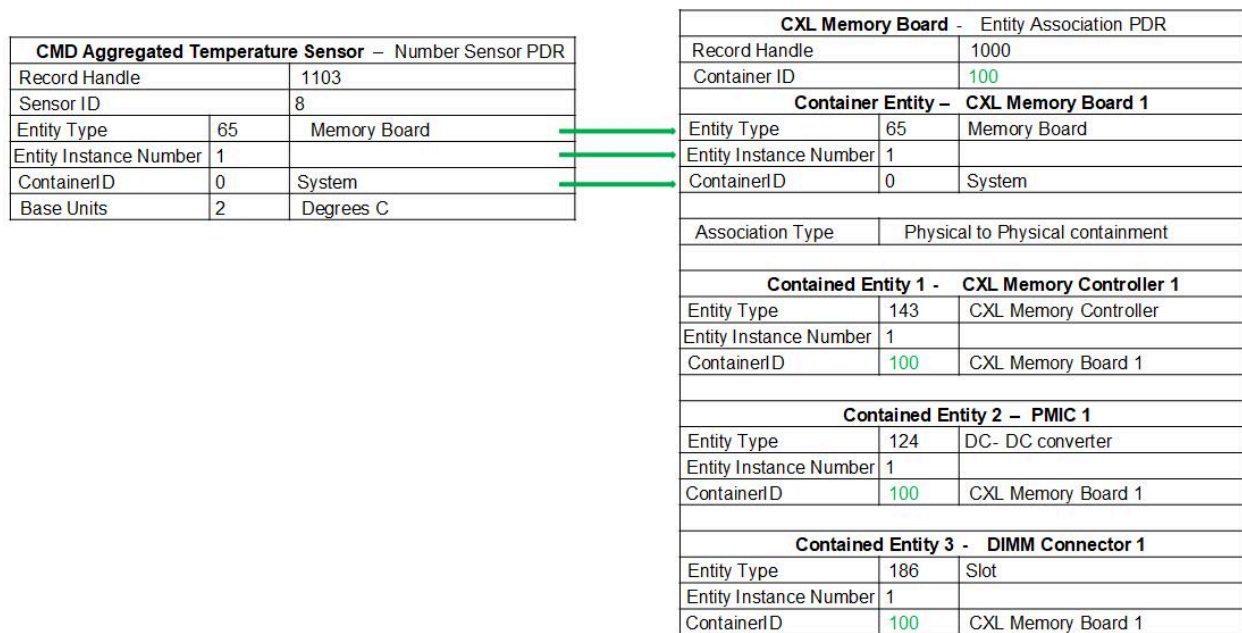 CMD Aggregated Temperature Sensor – Number Sensor PDR
Record Handle 1103
Sensor ID 8
Entity Type 65 Memory Board
Entity Instance Number 1
ContainerID 0 System
Base Units 2 Degrees C
CXL Memory Board - Entity Association PDR
Record Handle 1000
Container ID 100
Container Entity – CXL Memory Board 1
Entity Type 65 Memory Board
Entity Instance Number 1
ContainerID 0 System
Association Type Physical to Physical containment
Contained Entity 1 - CXL Memory Controller 1
Entity Type 143 CXL Memory Controller
Entity Instance Number 1
ContainerID 100 CXL Memory Board 1
Contained Entity 2 – PMIC 1
Entity Type 124 DC- DC converter
Entity Instance Number 1
ContainerID 100 CXL Memory Board 1
Contained Entity 3 - DIMM Connector 1
Entity Type 186 Slot
Entity Instance Number 1
ContainerID 100 CXL Memory Board 1